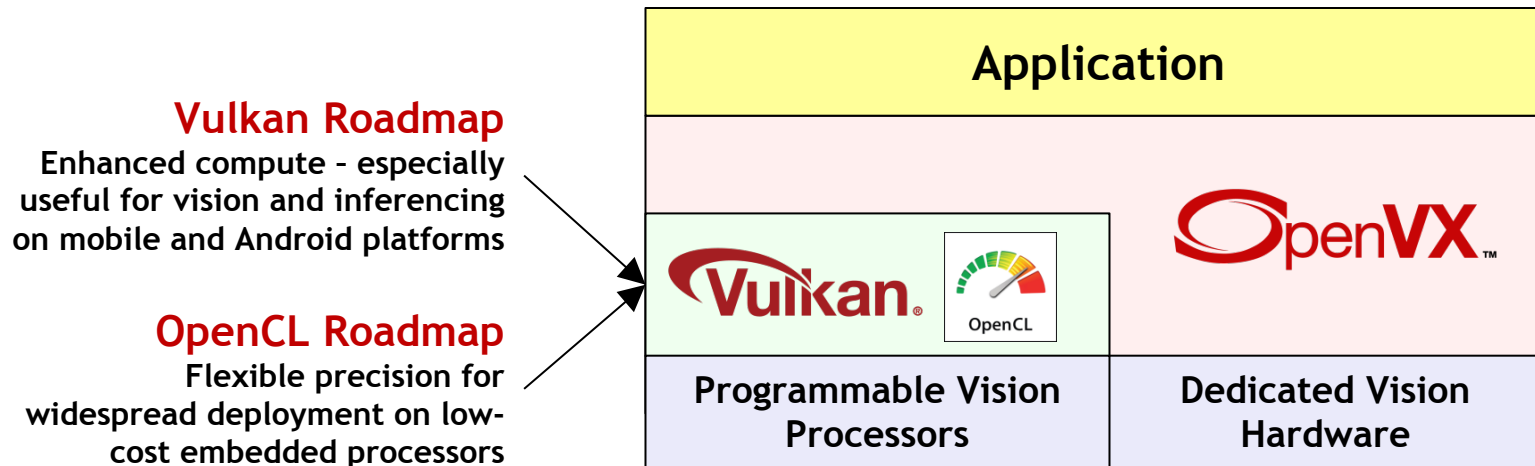 Application
Vulkan Roadmap
Enhanced compute – especially
useful for vision and inferencing
on mobile and Android platforms
OpenCL Roadmap
Flexible precision for
widespread deployment on low-
cost embedded processors
OpenVX™
Vulkan®
OpenCL
Programmable Vision
Processors
Dedicated Vision
Hardware